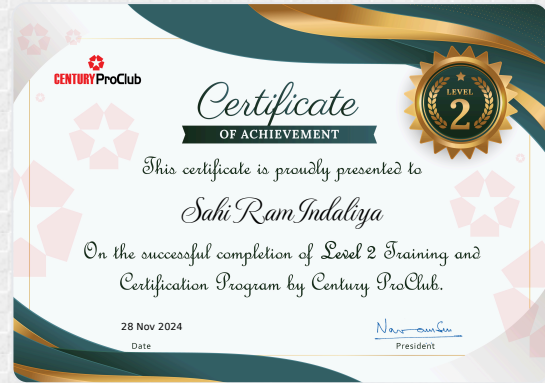 CENTURY ProClub
Certificate
OF ACHIEVEMENT
LEVEL
2
This certificate is proudly presented to
Sahi Ram Indaliya
On the successful completion of Level 2 Training and
Certification Program by Century ProClub.
28 Nov 2024
Date
President